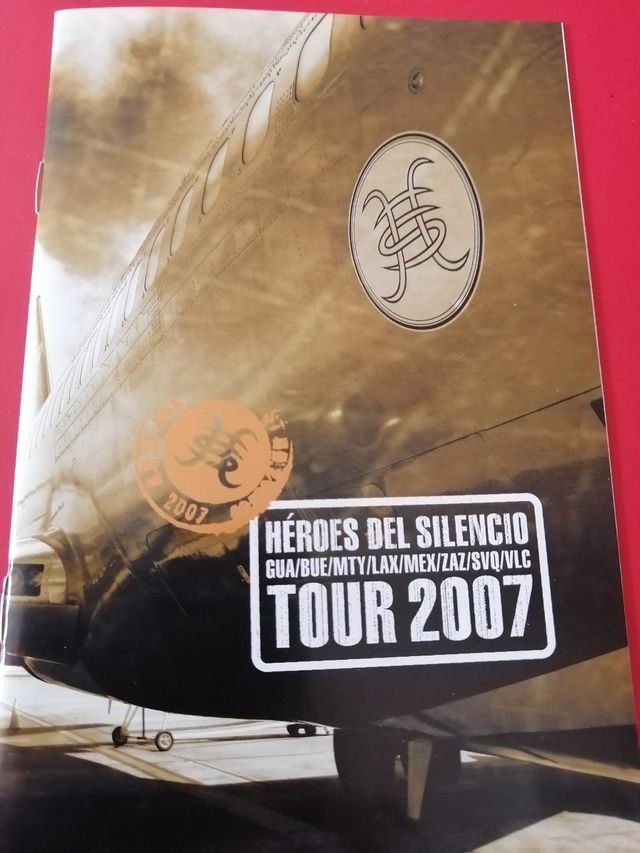 2007
HÉROES DEL SILENCIO
GUA/BUE/MTY/LAX/MEX/ZAZ/SVQ/VLC
TOUR 2007